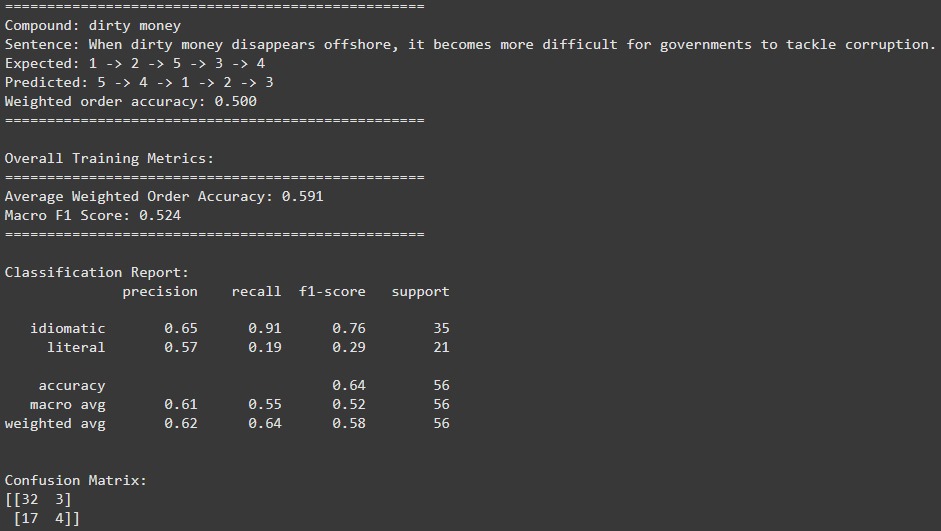 ==================================================
Compound: dirty money
Sentence: When dirty money disappears offshore, it becomes more difficult for governments to tackle corruption.
Expected: 1 -> 2 -> 5 -> 3 -> 4
Predicted: 5 -> 4 -> 1 -> 2 -> 3
Weighted order accuracy: 0.500
==================================================
Overall Training Metrics:
==================================================
Average Weighted Order Accuracy: 0.591
Macro F1 Score: 0.524
==================================================
Classification Report:
precision recall f1-score support
idiomatic 0.65 0.91 0.76 35
literal 0.57 0.19 0.29 21
accuracy 0.64 56
macro avg 0.61 0.55 0.52 56
weighted avg 0.62 0.64 0.58 56
Confusion Matrix:
[[32 3]
[17 4]]